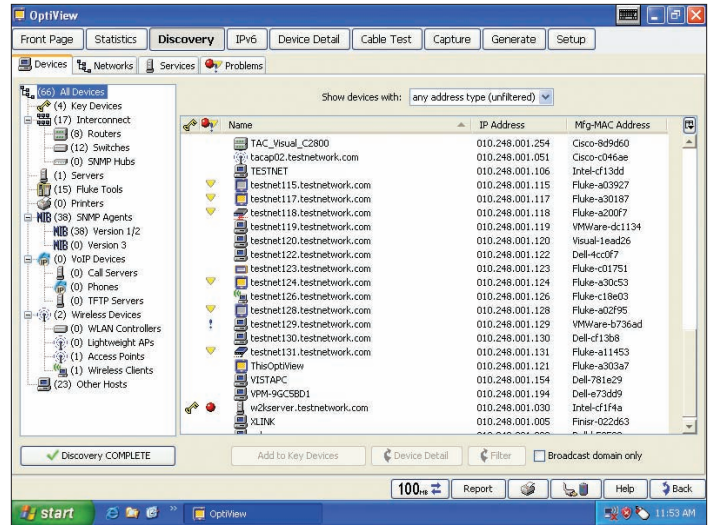 OptiView
Front Page Statistics Discovery IPv6 Device Detail Cable Test Capture Generate Setup
Devices Networks Services Problems
(66) All Devices
(4) Key Devices
(17) Interconnect
(8) Routers
(12) Switches
(0) SNMP Hubs
(1) Servers
(15) Fluke Tools
(0) Printers
MIB (38) SNMP Agents
MIB (38) Version 1/2
MIB (0) Version 3
(0) VoIP Devices
(0) Call Servers
(0) Phones
(0) TFTP Servers
(2) Wireless Devices
(0) WLAN Controllers
(0) Lightweight APs
(1) Access Points
(1) Wireless Clients
(23) Other Hosts
Show devices with: any address type (unfiltered)
Name IP Address Mfg-MAC Address
TAC_Visual_C2800 010.248.001.254 Cisco-8d9d60
tacap02.testnetwork.com 010.248.001.051 Cisco-c046ae
TESTNET 010.248.001.106 Intel-cf13dd
testnet115.testnetwork.com 010.248.001.115 Fluke-a03927
testnet117.testnetwork.com 010.248.001.117 Fluke-a30187
testnet118.testnetwork.com 010.248.001.118 Fluke-a200f7
testnet119.testnetwork.com 010.248.001.119 VMWare-dc1134
testnet120.testnetwork.com 010.248.001.120 Visual-1ead26
testnet122.testnetwork.com 010.248.001.122 Dell-4cc0f7
testnet123.testnetwork.com 010.248.001.123 Fluke-c01751
testnet124.testnetwork.com 010.248.001.124 Fluke-a30c53
testnet126.testnetwork.com 010.248.001.126 Fluke-c18e03
testnet128.testnetwork.com 010.248.001.128 Fluke-a02f95
testnet129.testnetwork.com 010.248.001.129 VMWare-b736ad
testnet130.testnetwork.com 010.248.001.130 Dell-cf13b8
testnet131.testnetwork.com 010.248.001.131 Fluke-a11453
ThisOptiView 010.248.001.121 Fluke-a303a7
VISTAPC 010.248.001.154 Dell-781e29
VPM-9GC5BD1 010.248.001.194 Dell-e73dd9
w2kserver.testnetwork.com 010.248.001.030 Intel-cf1f4a
XLINK 010.248.001.005 Finisr-022d63
Discovery COMPLETE Add to Key Devices Device Detail Filter Broadcast domain only
100 MB Report Help Back
start OptiView 11:53 AM